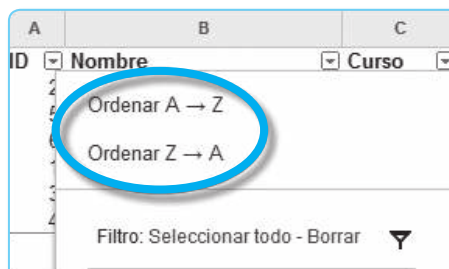 A B C
ID Nombre Curso
Ordenar A → Z
Ordenar Z → A
Filtro: Seleccionar todo - Borrar